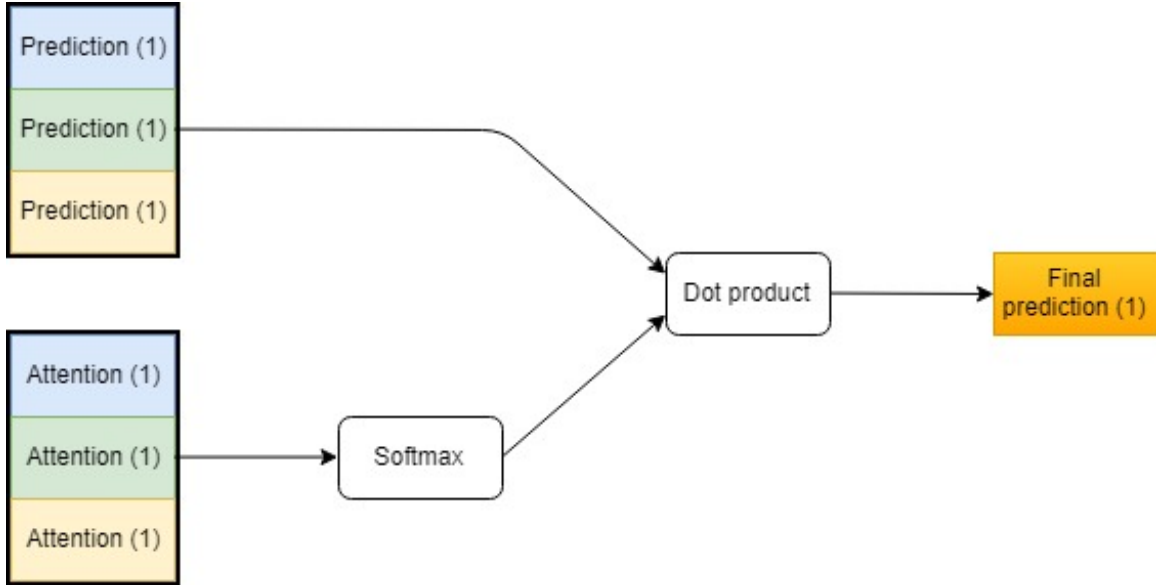 Prediction (1)
Prediction (1)
Prediction (1)
Dot product
Final
prediction (1)
Attention (1)
Attention (1)
Softmax
Attention (1)